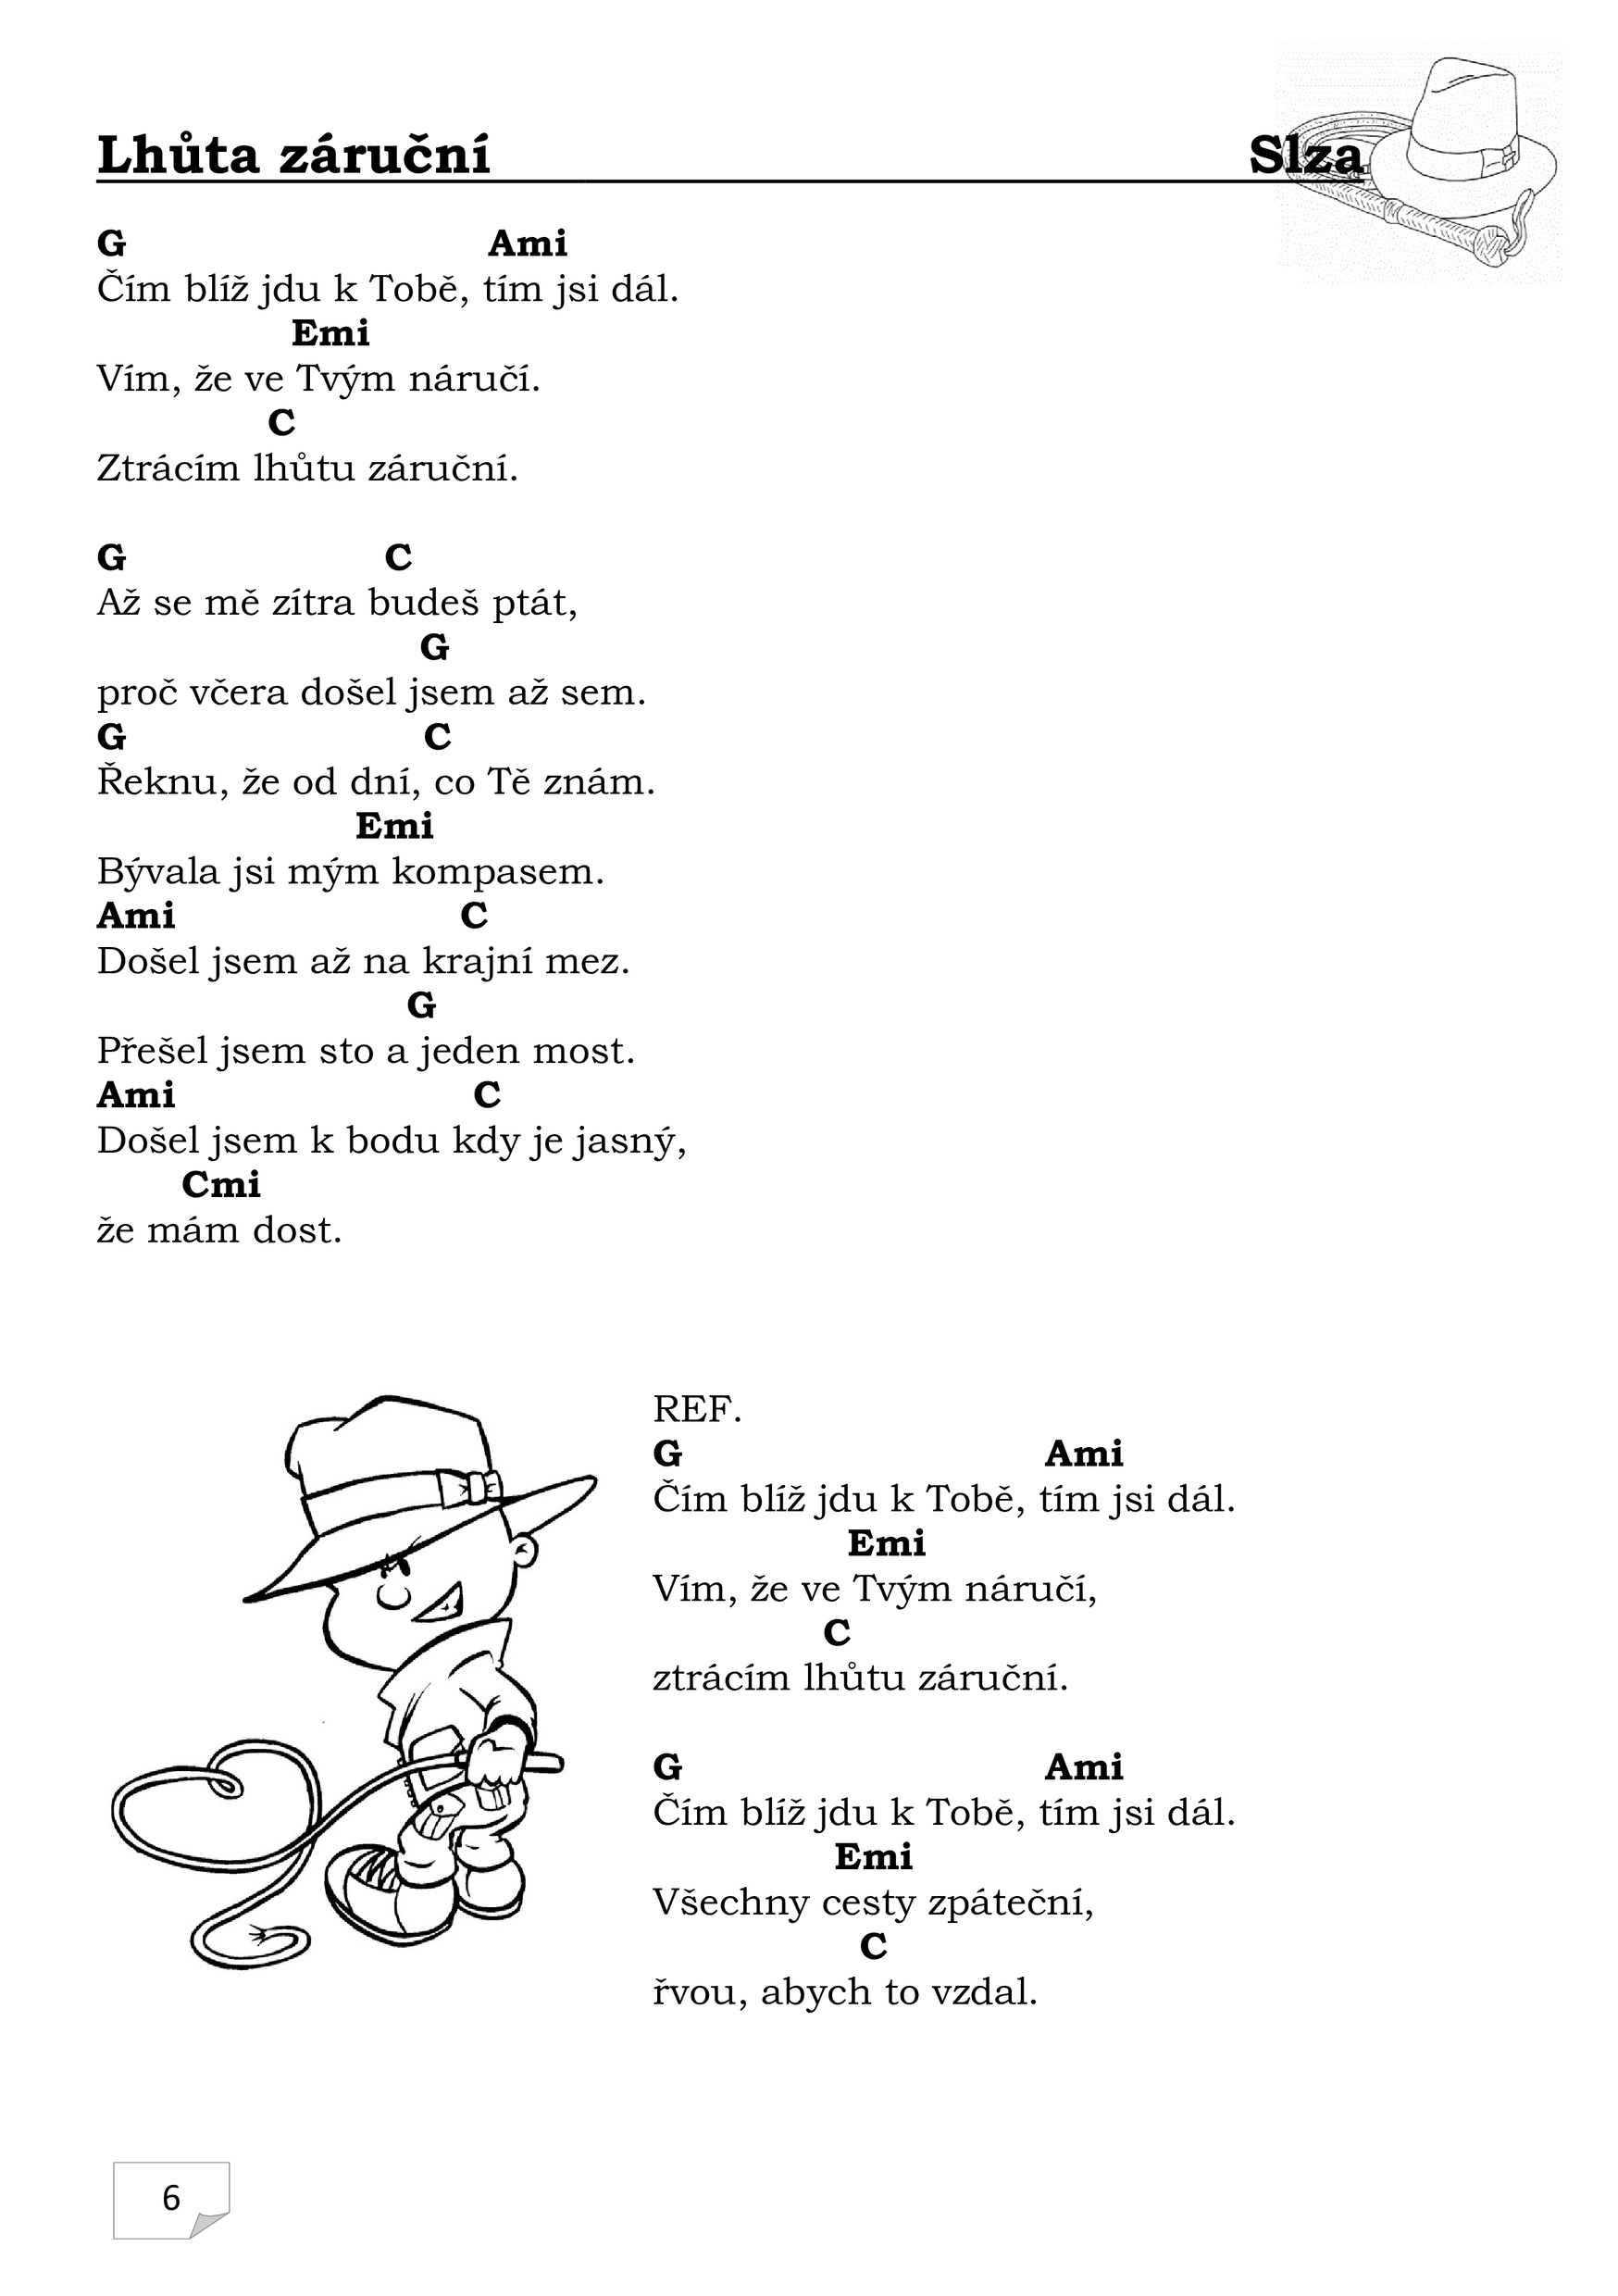 Lhůta záruční Slza
G Ami
Čím blíž jdu k Tobě, tím jsi dál.
Emi
Vím, že ve Tvým náručí.
C
Ztrácím lhůtu záruční.
G C
Až se mě zítra budeš ptát,
G
proč včera došel jsem až sem.
G C
Řeknu, že od dní, co Tě znám.
Emi
Bývala jsi mým kompasem.
Ami C
Došel jsem až na krajní mez.
G
Přešel jsem sto a jeden most.
Ami C
Došel jsem k bodu kdy je jasný,
Cmi
že mám dost.
REF.
G Ami
Čím blíž jdu k Tobě, tím jsi dál.
Emi
Vím, že ve Tvým náručí,
C
ztrácím lhůtu záruční.
G Ami
Čím blíž jdu k Tobě, tím jsi dál.
Emi
Všechny cesty zpáteční,
C
řvou, abych to vzdal.
6